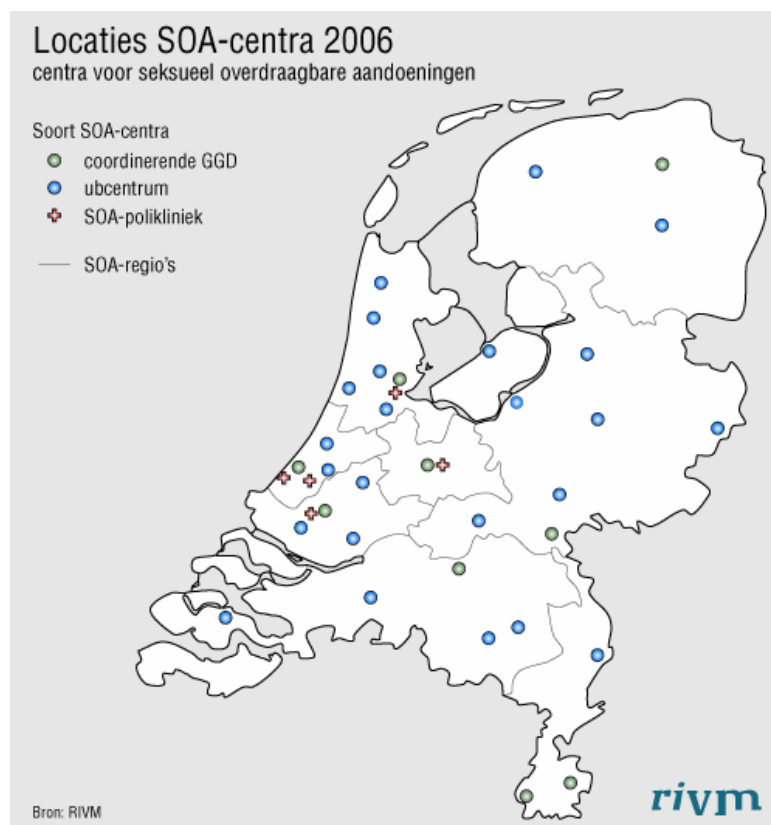 Locaties SOA-centra 2006
centra voor seksueel overdraagbare aandoeningen
Soort SOA-centra
coordinerende GGD
ubcentrum
SOA-polikliniek
SOA-regio's
Bron: RIVM
rivm